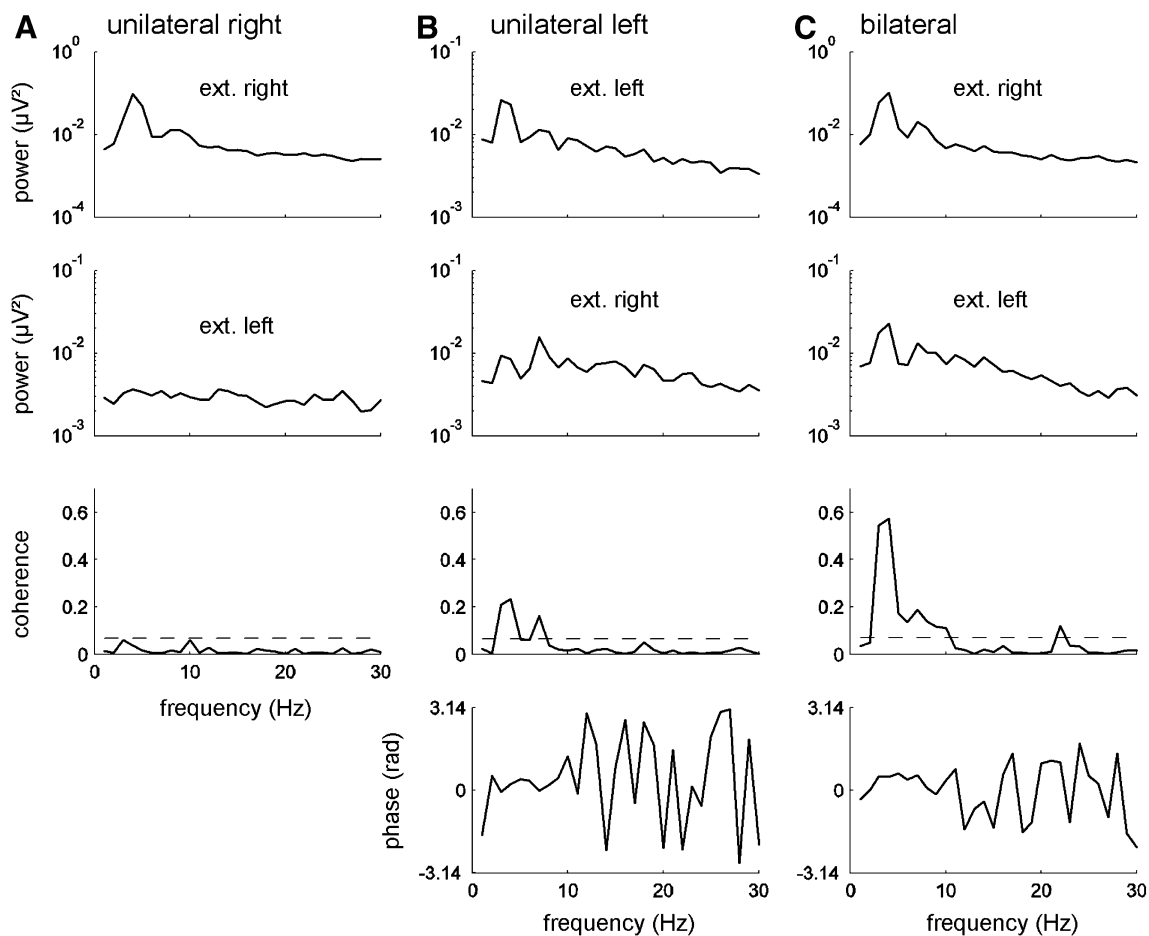 A unilateral right
B unilateral left
C bilateral
10⁰
10⁻²
10⁻⁴
power (µV²)
ext. right
10⁻¹
10⁻²
10⁻³
ext. left
10⁰
10⁻²
10⁻⁴
ext. right
10⁻¹
10⁻²
10⁻³
power (µV²)
ext. left
10⁻¹
10⁻²
10⁻³
ext. right
10⁻¹
10⁻²
10⁻³
ext. left
0.6
0.4
0.2
0
coherence
0 10 20 30
frequency (Hz)
0.6
0.4
0.2
0
0.6
0.4
0.2
0
3.14
0
-3.14
phase (rad)
0 10 20 30
frequency (Hz)
3.14
0
-3.14
0 10 20 30
frequency (Hz)